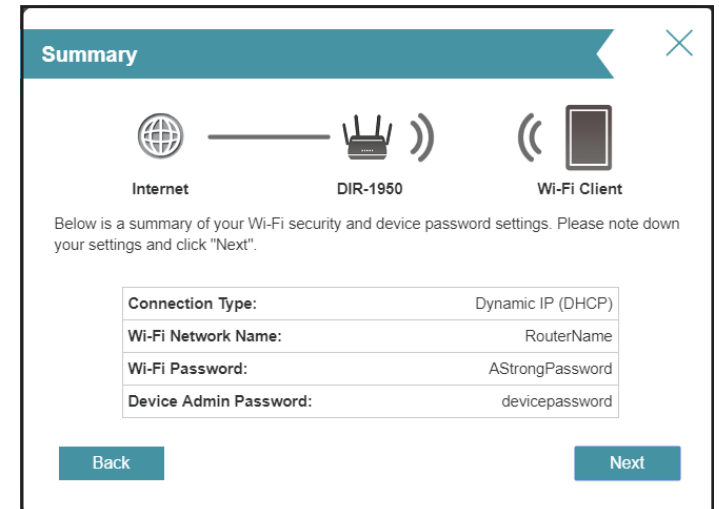 Summary
Internet
DIR-1950
Wi-Fi Client
Below is a summary of your Wi-Fi security and device password settings. Please note down
your settings and click "Next".
Connection Type: Dynamic IP (DHCP)
Wi-Fi Network Name: RouterName
Wi-Fi Password: AStrongPassword
Device Admin Password: devicepassword
Back
Next